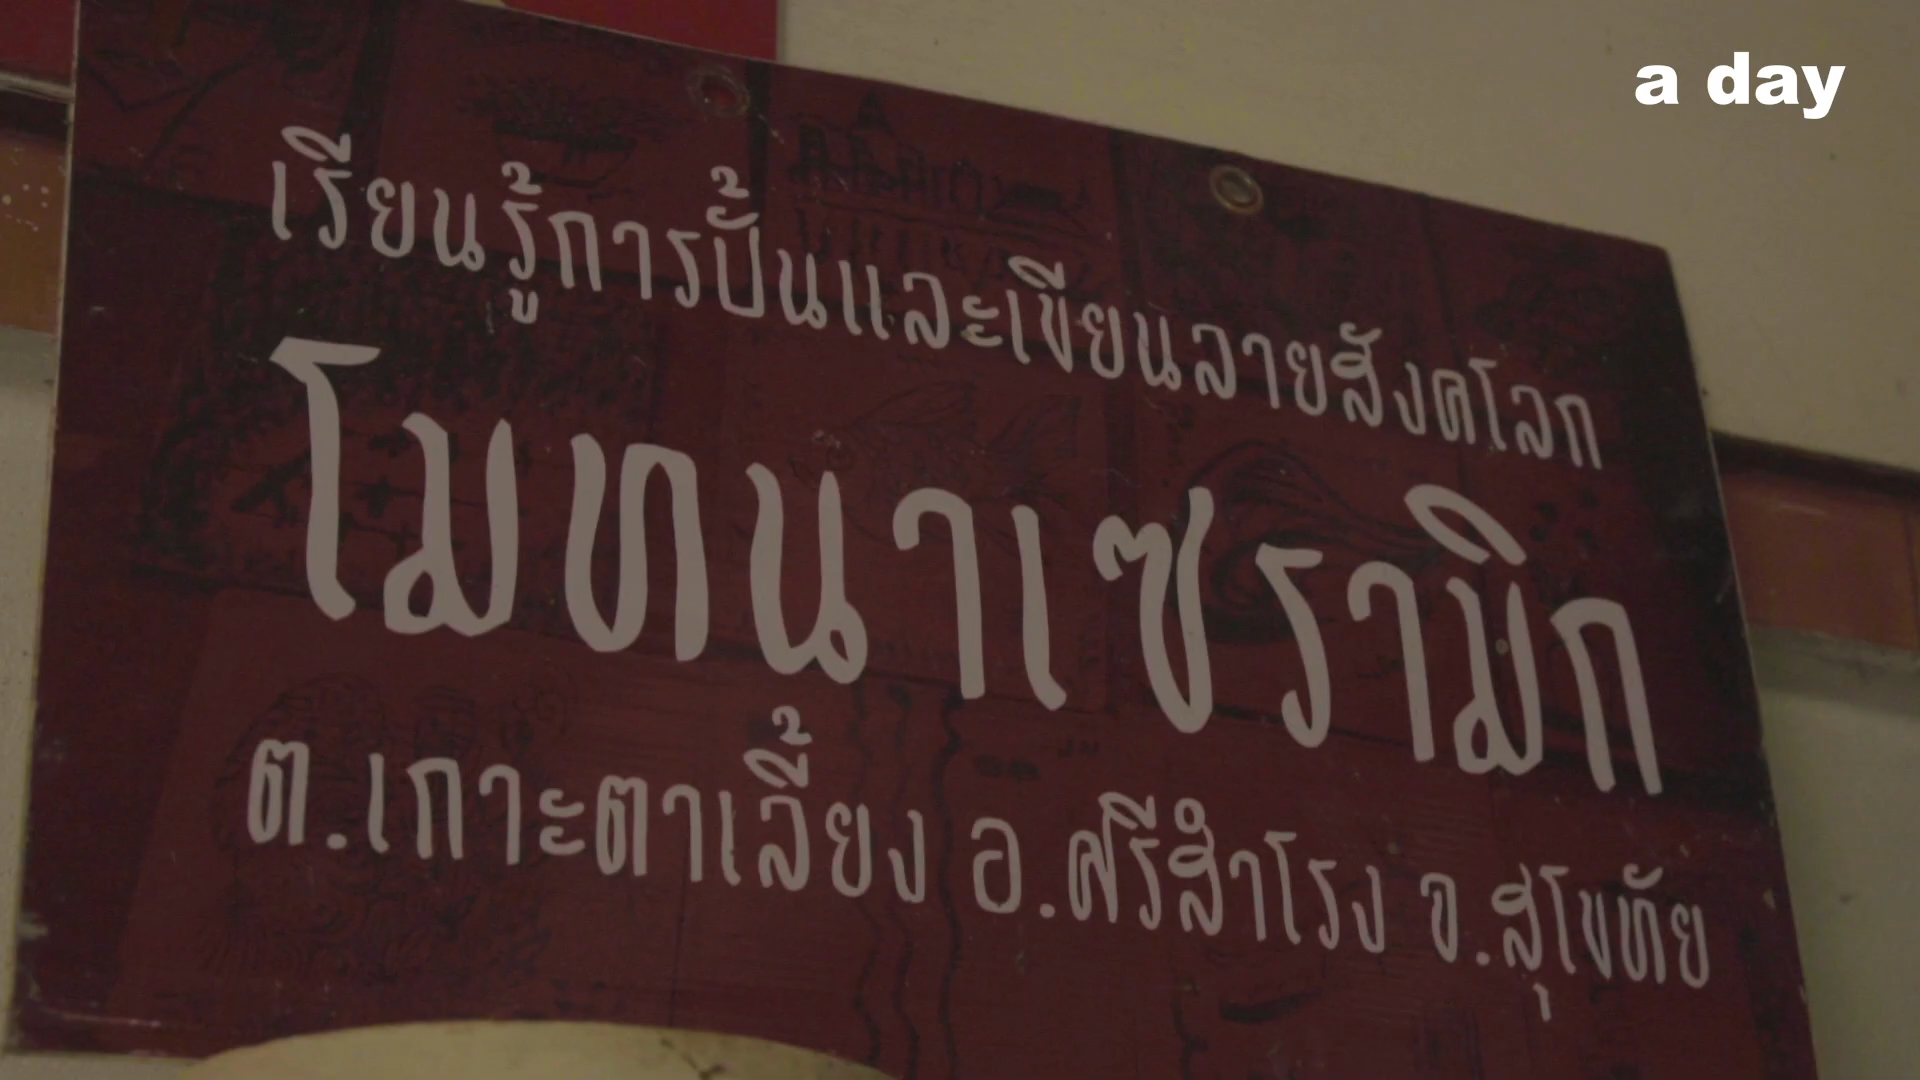 a day
เรียนรู้การปั้นและเขียนลายสังคโลก
โมทนาเซรามิก
ต.เกาะตาเลี้ยง อ.ศรีสำโรง จ.สุโขทัย